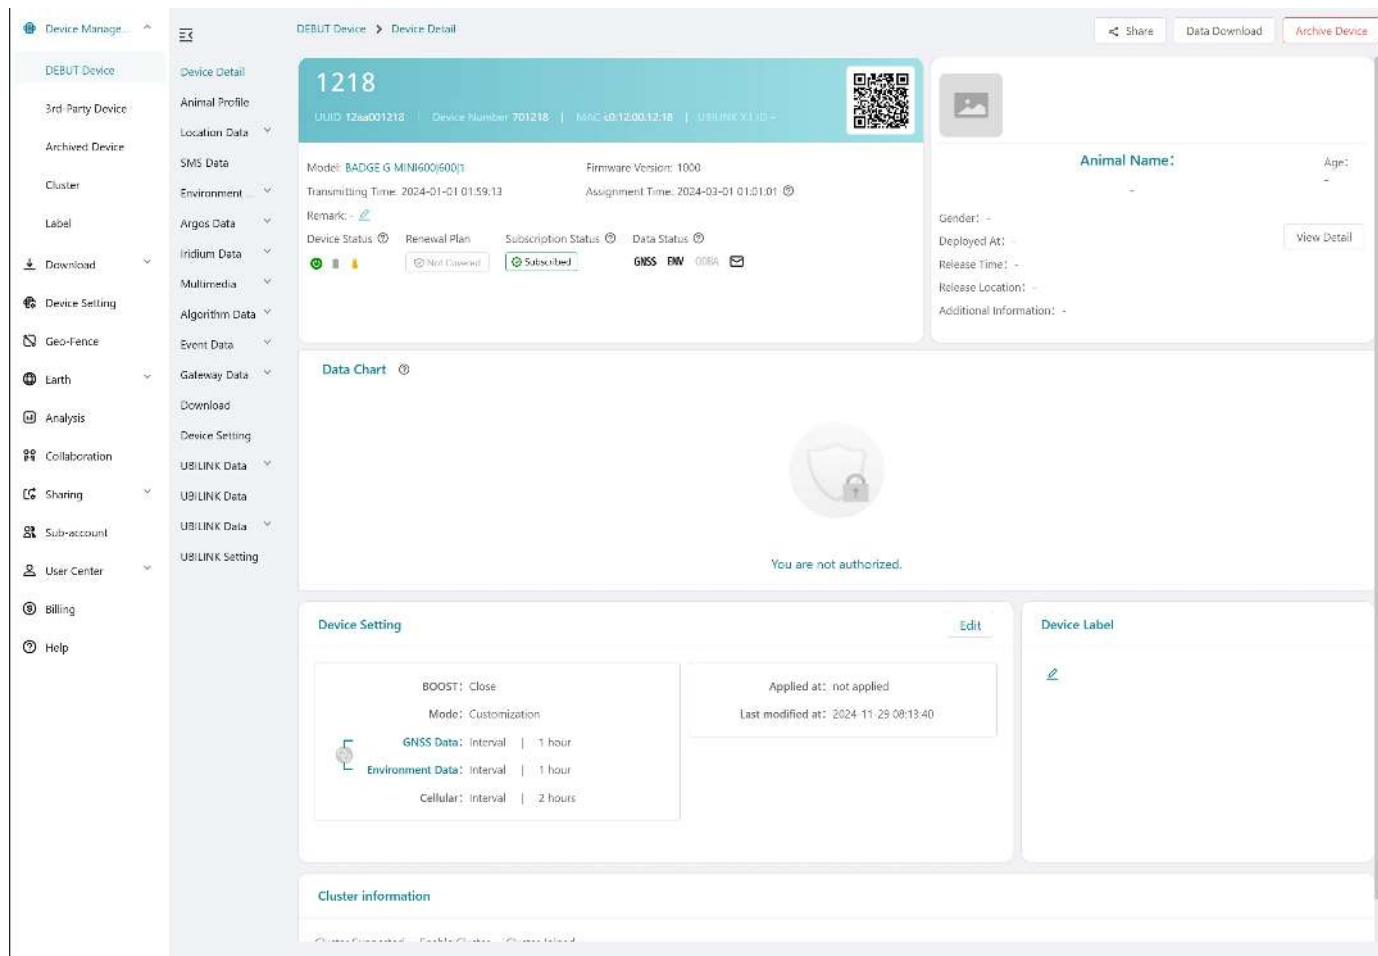 Device Manage...
DEBUT Device
3rd-Party Device
Archived Device
Cluster
Label
Download
Device Setting
Geo-Fence
Earth
Analysis
Collaboration
Sharing
Sub-account
User Center
Billing
Help
Device Detail
Animal Profile
Location Data
SMS Data
Environment ...
Argos Data
Iridium Data
Multimedia
Algorithm Data
Event Data
Gateway Data
Download
Device Setting
UBILINK Data
UBILINK Data
UBILINK Data
UBILINK Setting
DEBUT Device > Device Detail
Share
Data Download
Archive Device
1218
UUID 12aa001218 | Device Number 701218 | MAC c0:12:00:12:18 | UBILINK X1 ID -
Model: BADGE G MINI600|600|1
Firmware Version: 1000
Transmitting Time: 2024-01-01 01:59:13
Assignment Time: 2024-03-01 01:01:01
Remark: -
Device Status
Renewal Plan
Subscription Status
Data Status
Not Covered
Subscribed
GNSS ENV ODBA
Animal Name:
-
Age:
-
Gender: -
Deployed At: -
View Detail
Release Time: -
Release Location: -
Additional Information: -
Data Chart
You are not authorized.
Device Setting
Edit
BOOST: Close
Mode: Customization
GNSS Data: Interval | 1 hour
Environment Data: Interval | 1 hour
Cellular: Interval | 2 hours
Applied at: not applied
Last modified at: 2024-11-29 08:13:40
Device Label
Cluster information
Cluster Supported Enable Cluster Cluster Joined